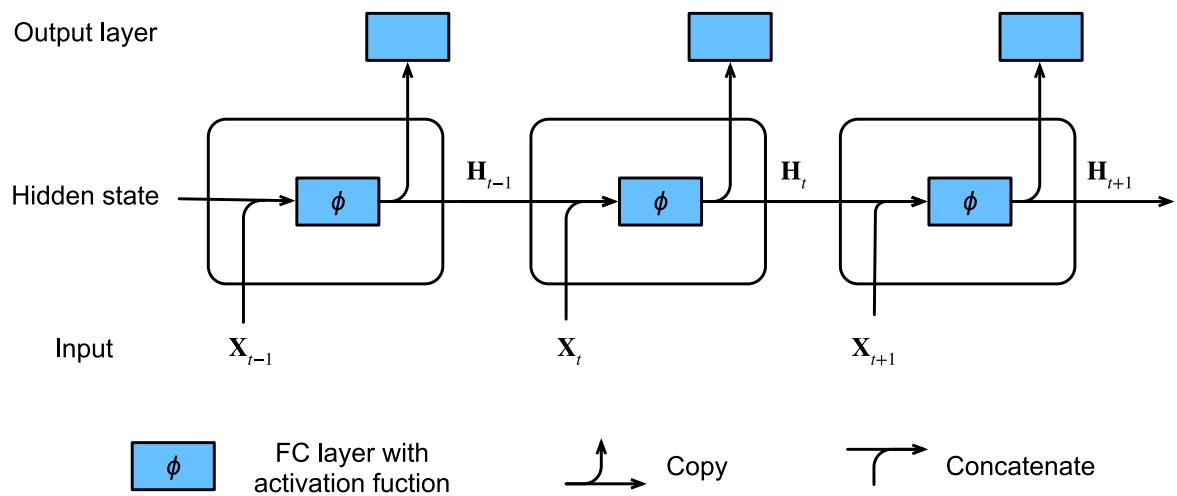 Output layer
Hidden state
ϕ
H_{t−1}
ϕ
H_t
ϕ
H_{t+1}
Input
X_{t−1}
X_t
X_{t+1}
ϕ
FC layer with
activation fuction
Copy
Concatenate